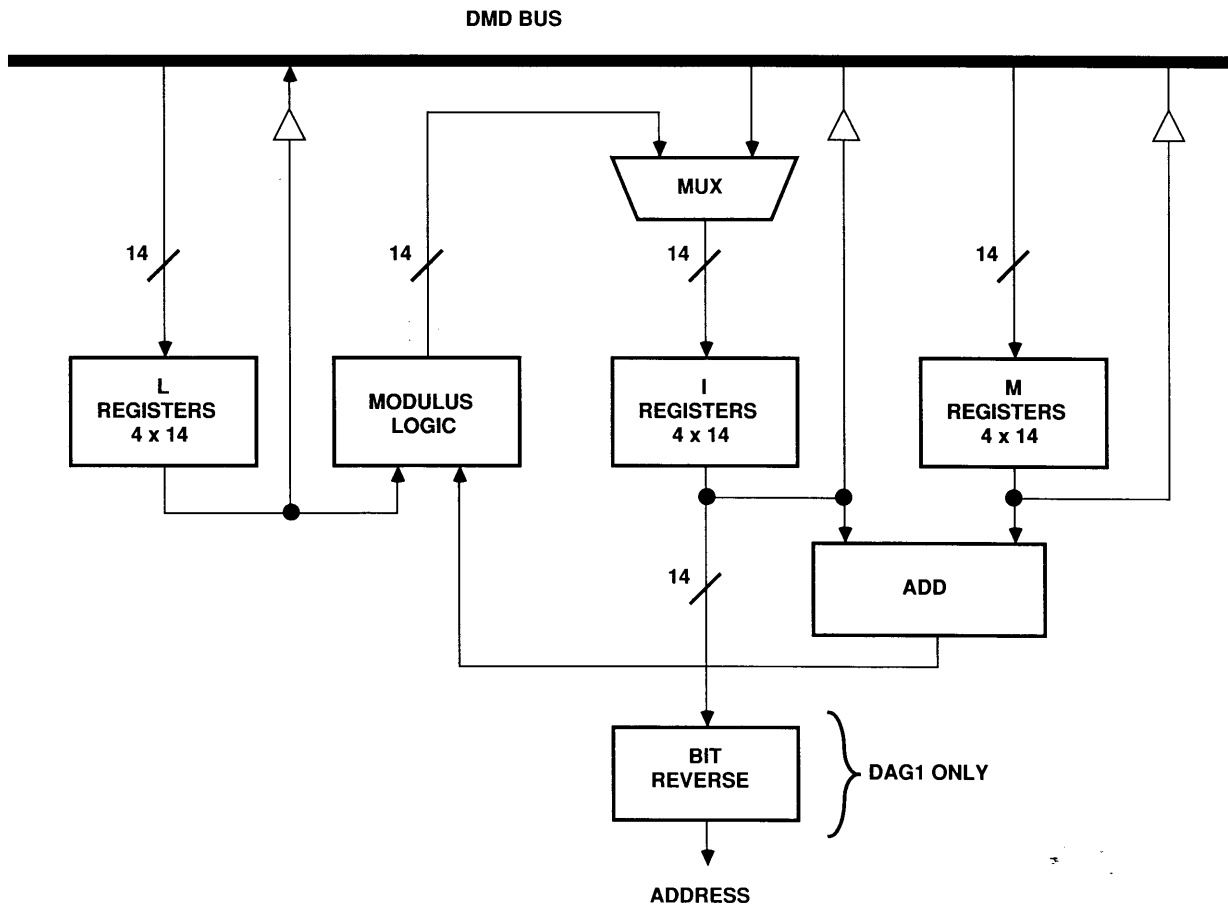 DMD BUS
MUX
14
14
14
14
L
REGISTERS
4 x 14
MODULUS
LOGIC
I
REGISTERS
4 x 14
M
REGISTERS
4 x 14
14
ADD
BIT
REVERSE
DAG1 ONLY
ADDRESS